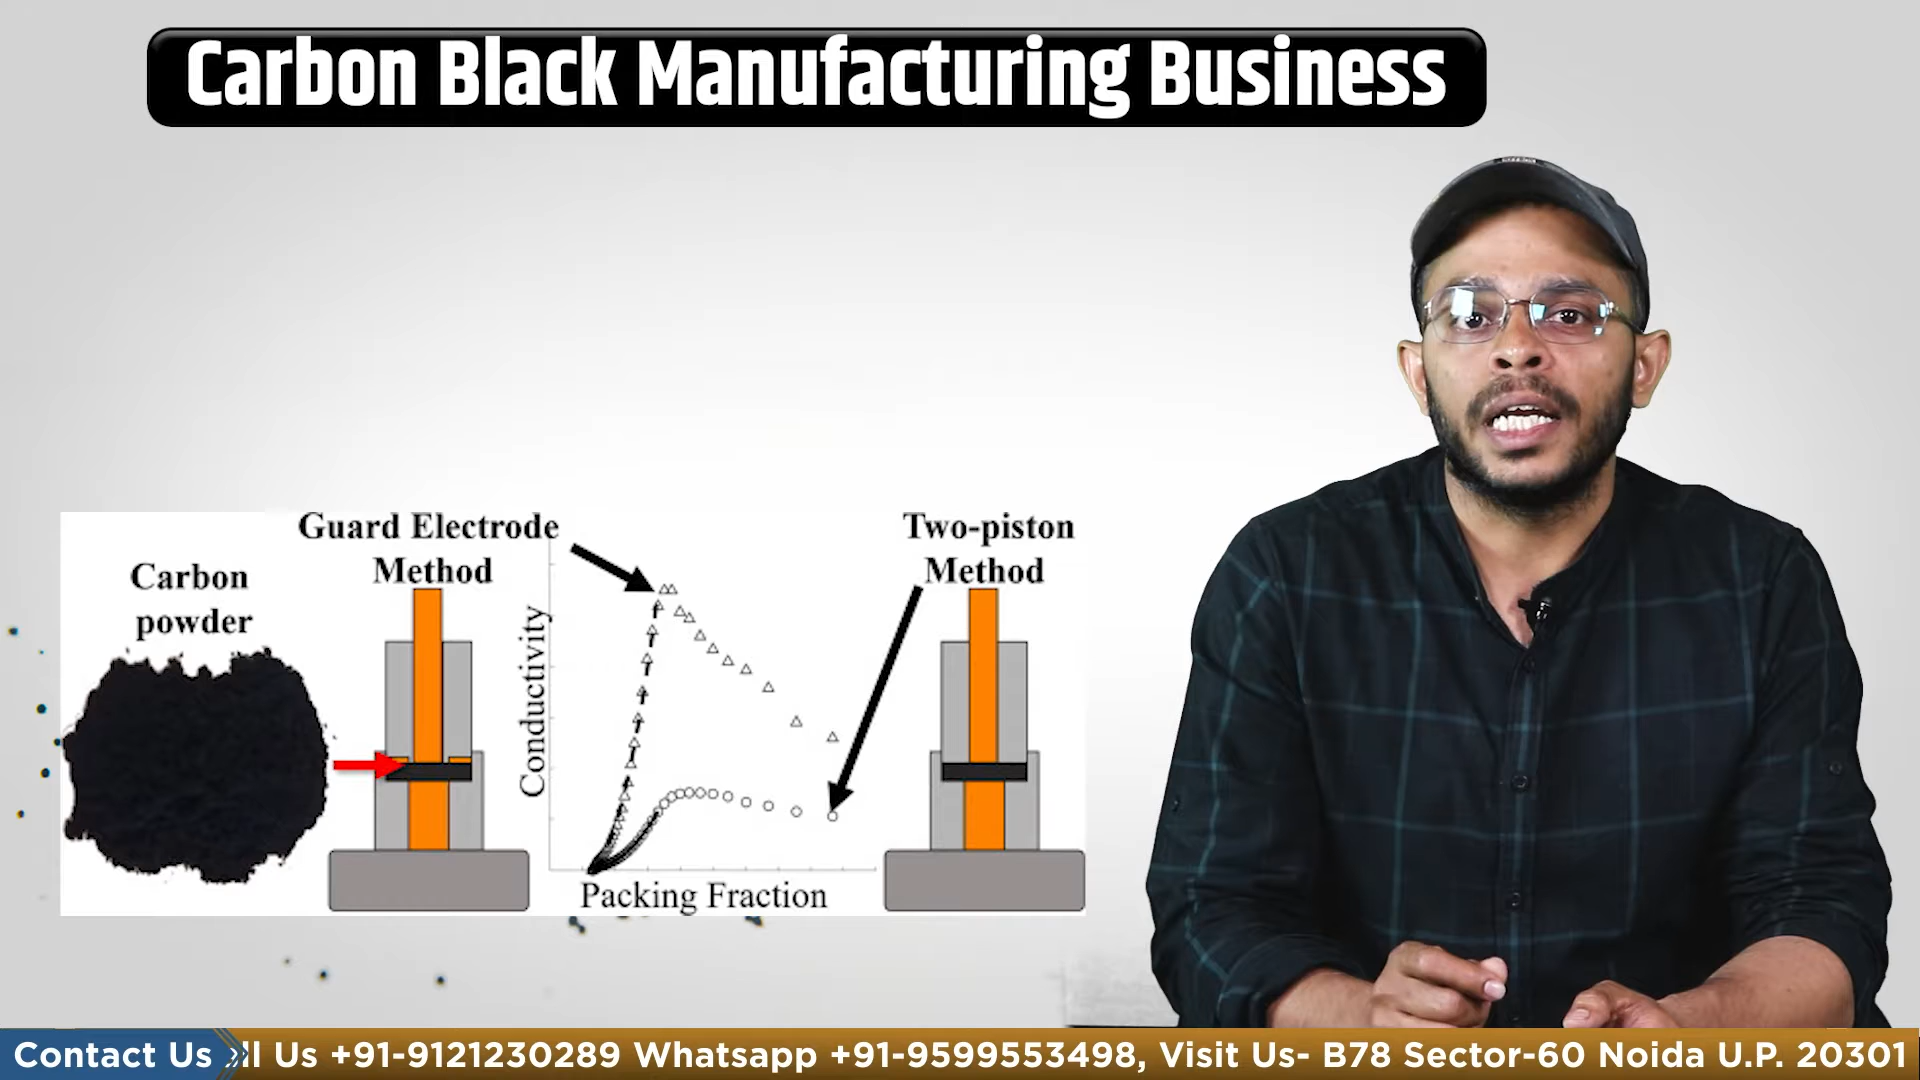 Carbon Black Manufacturing Business
Guard Electrode
Method
Two-piston
Method
Carbon
powder
Conductivity
Packing Fraction
Contact Us
ll Us +91-9121230289 Whatsapp +91-9599553498, Visit Us- B78 Sector-60 Noida U.P. 20301